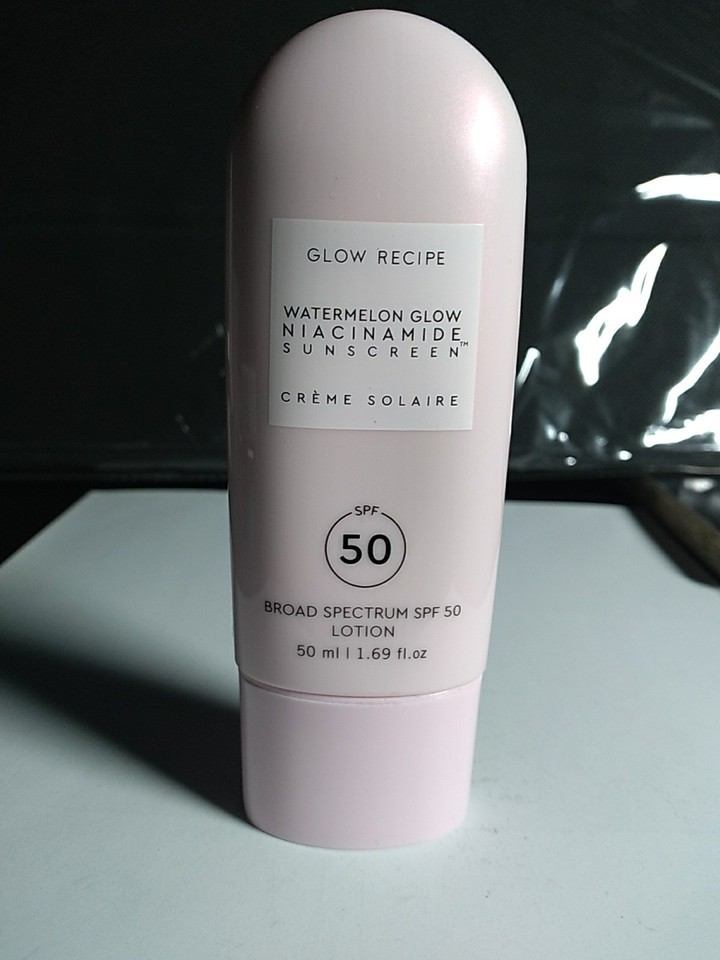 GLOW RECIPE
WATERMELON GLOW
NIACINAMIDE
SUNSCREEN™
CRÈME SOLAIRE
SPF
50
BROAD SPECTRUM SPF 50
LOTION
50 ml | 1.69 fl.oz